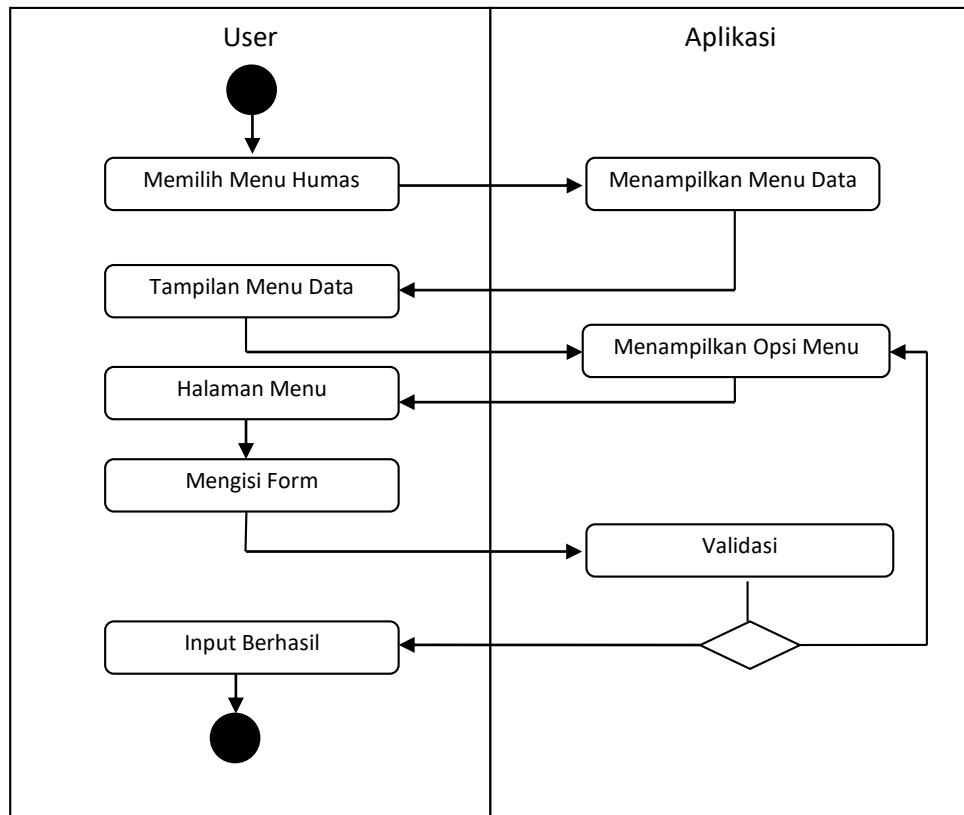 User
Aplikasi
Memilih Menu Humas
Menampilkan Menu Data
Tampilan Menu Data
Menampilkan Opsi Menu
Halaman Menu
Mengisi Form
Validasi
Input Berhasil